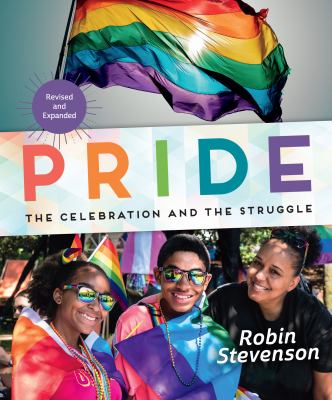 Revised
and
Expanded
PRIDE
THE CELEBRATION AND THE STRUGGLE
Robin
Stevenson